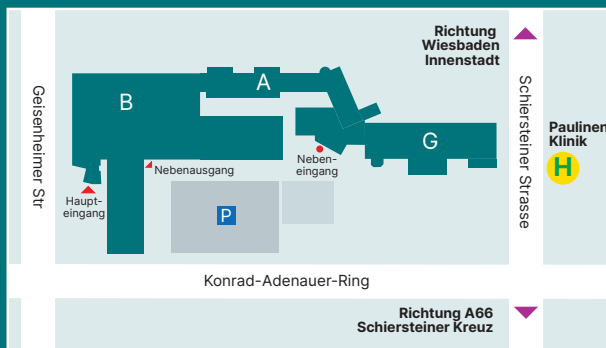 Richtung
Wiesbaden
Innenstadt
Geisenheimer Str
B
A
G
Schiersteiner Strasse
Paulinen
Klinik
H
Nebenausgang
Neben-
eingang
Haupt-
eingang
P
Konrad-Adenauer-Ring
Richtung A66
Schiersteiner Kreuz